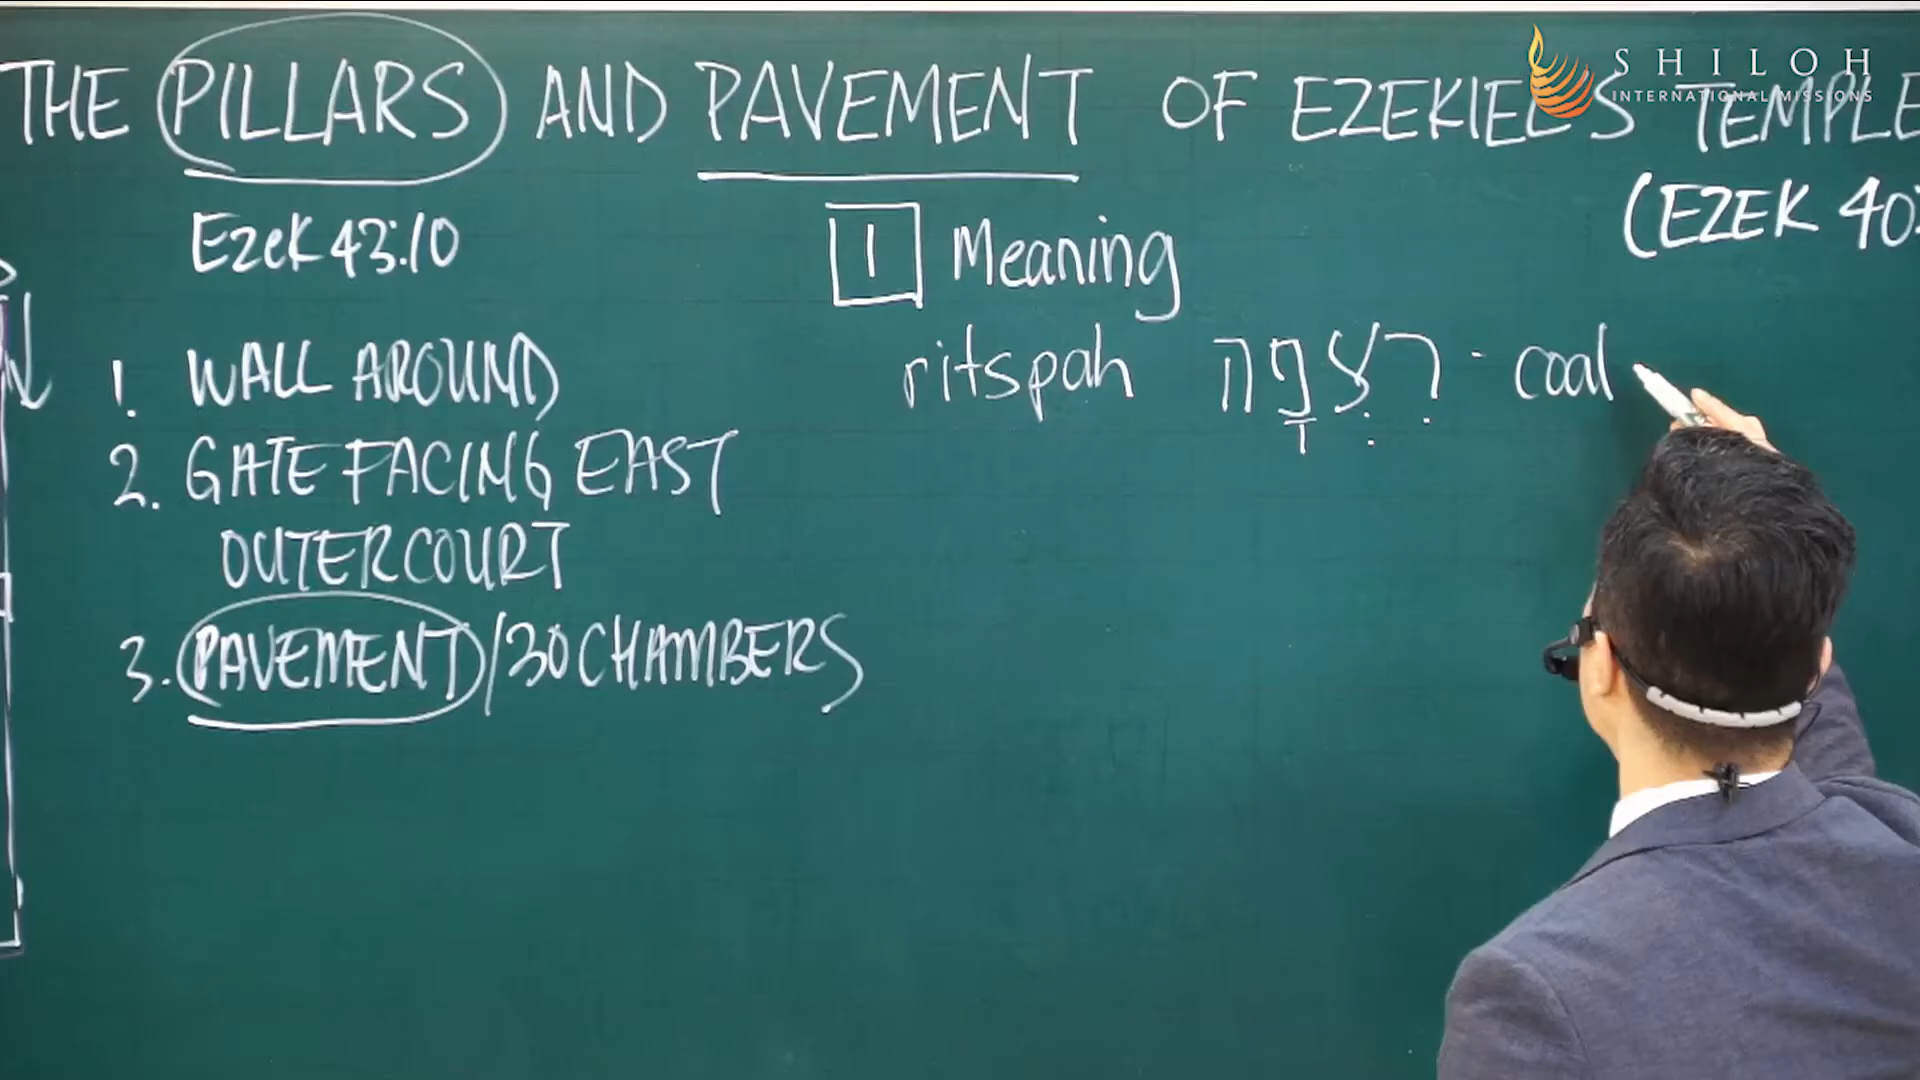 THE PILLARS AND PAVEMENT OF EZEKIEL'S TEMPLE
(EZEK 40:
SHILOH
INTERNATIONAL MISSIONS
Ezek 43:10
1. WALL AROUND
2. GATE FACING EAST
OUTER COURT
3. PAVEMENT/30 CHAMBERS
1 Meaning
ritspah רִצְפָה - coal